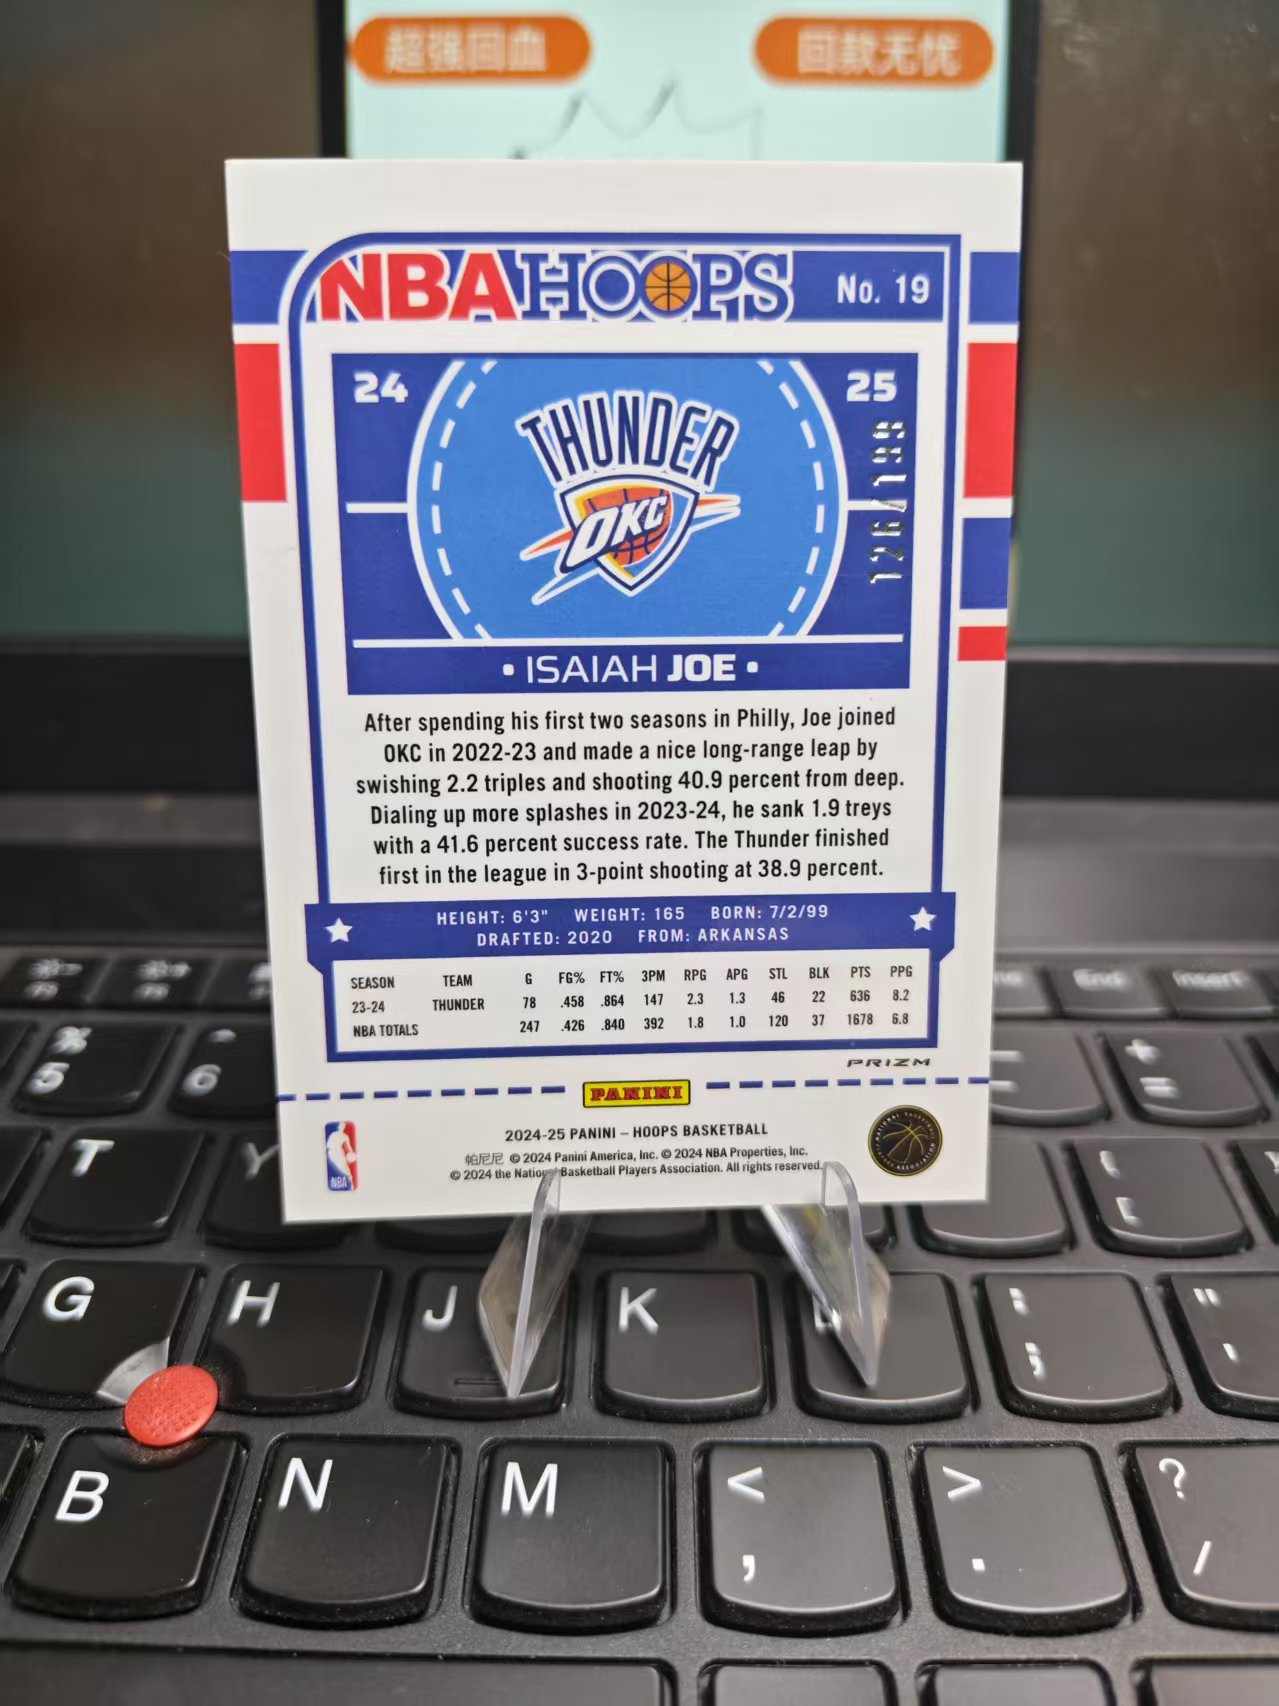 超强回血
回款无忧
NBA HOOPS No. 19
24
25
126/199
THUNDER
OKC
• ISAIAH JOE •
After spending his first two seasons in Philly, Joe joined
OKC in 2022-23 and made a nice long-range leap by
swishing 2.2 triples and shooting 40.9 percent from deep.
Dialing up more splashes in 2023-24, he sank 1.9 treys
with a 41.6 percent success rate. The Thunder finished
first in the league in 3-point shooting at 38.9 percent.
HEIGHT: 6'3" WEIGHT: 165 BORN: 7/2/99
DRAFTED: 2020 FROM: ARKANSAS
SEASON TEAM G FG% FT% 3PM RPG APG STL BLK PTS PPG
23-24 THUNDER 78 .458 .864 147 2.3 1.3 46 22 636 8.2
NBA TOTALS 247 .426 .840 392 1.8 1.0 120 37 1678 6.8
PRIZM
PANINI
2024-25 PANINI – HOOPS BASKETBALL
帕尼尼 © 2024 Panini America, Inc. © 2024 NBA Properties, Inc.
© 2024 the National Basketball Players Association. All rights reserved.
NBA
NATIONAL BASKETBALL PLAYERS ASSOCIATION
End Insert
% 5 ^ 6 + =
T Y { [
G H J K L : ; " '
B N M < , > . ? /